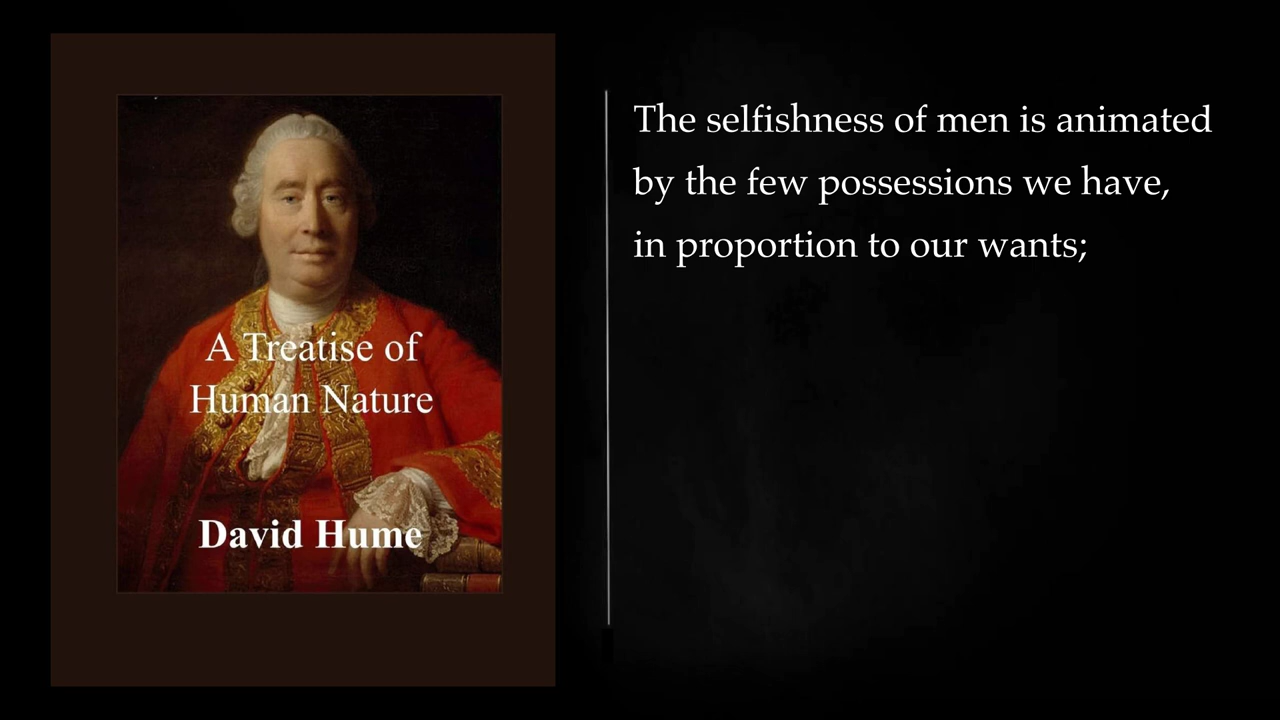 A Treatise of
Human Nature
David Hume
The selfishness of men is animated
by the few possessions we have,
in proportion to our wants;